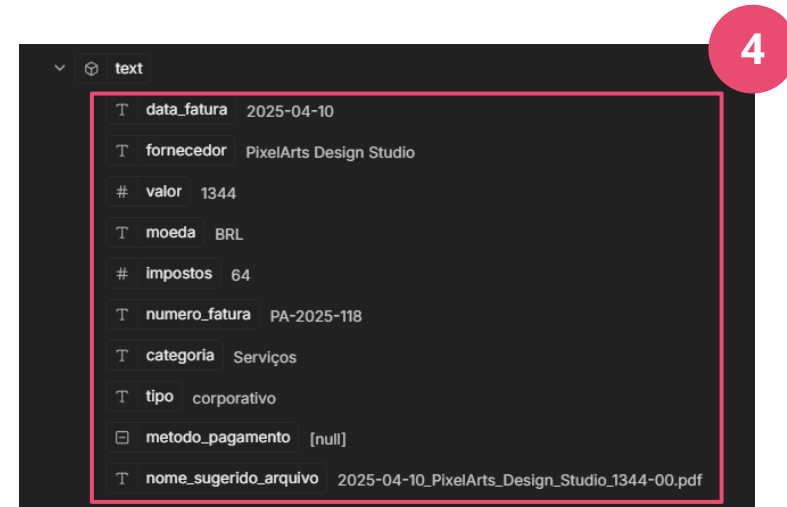 4
text
data_fatura 2025-04-10
fornecedor PixelArts Design Studio
# valor 1344
T moeda BRL
# impostos 64
T numero_fatura PA-2025-118
T categoria Serviços
T tipo corporativo
metodo_pagamento [null]
T nome_sugerido_arquivo 2025-04-10_PixelArts_Design_Studio_1344-00.pdf